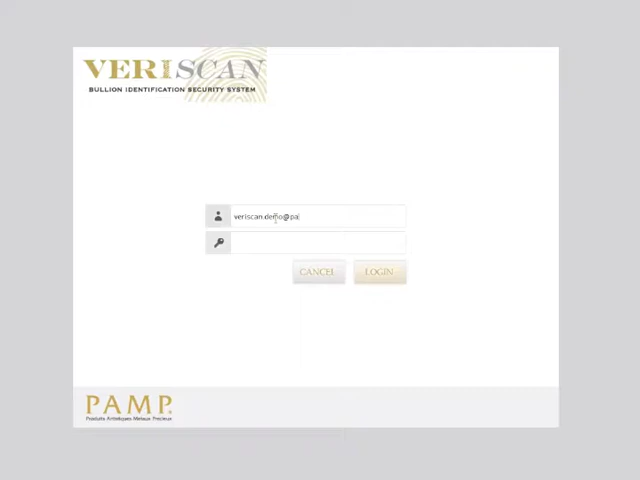 VERISCAN
BULLION IDENTIFICATION SECURITY SYSTEM
veriscan.demo@pa
CANCEL
LOGIN
PAMP®
Produits Artistiques Métaux Précieux